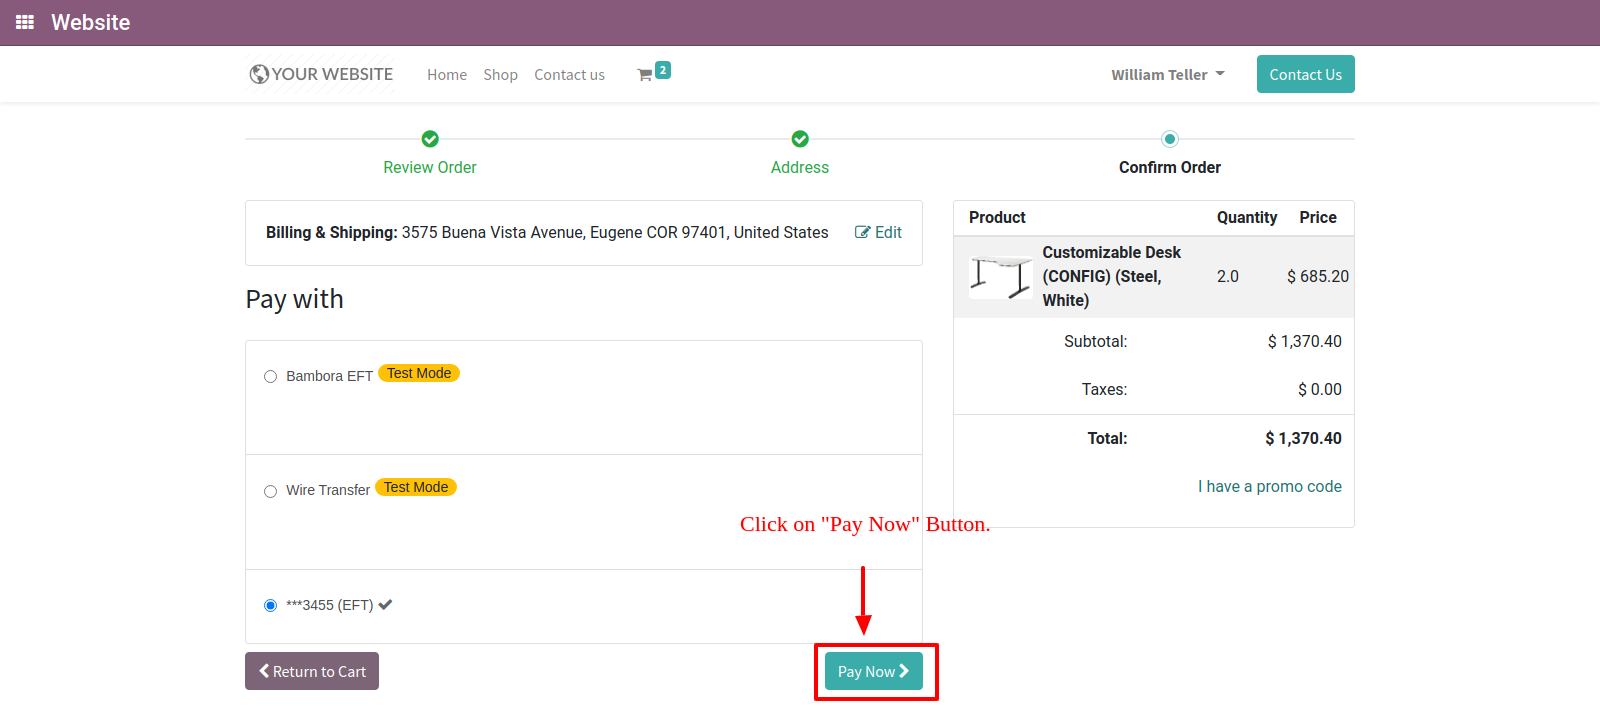 Website
YOUR WEBSITE Home Shop Contact us 2 William Teller Contact Us
Review Order Address Confirm Order
Billing & Shipping: 3575 Buena Vista Avenue, Eugene COR 97401, United States Edit
Pay with
Bambora EFT Test Mode
Wire Transfer Test Mode
***3455 (EFT)
Return to Cart
Click on "Pay Now" Button.
Pay Now
Product Quantity Price
Customizable Desk
(CONFIG) (Steel, 2.0 $ 685.20
White)
Subtotal: $ 1,370.40
Taxes: $ 0.00
Total: $ 1,370.40
I have a promo code